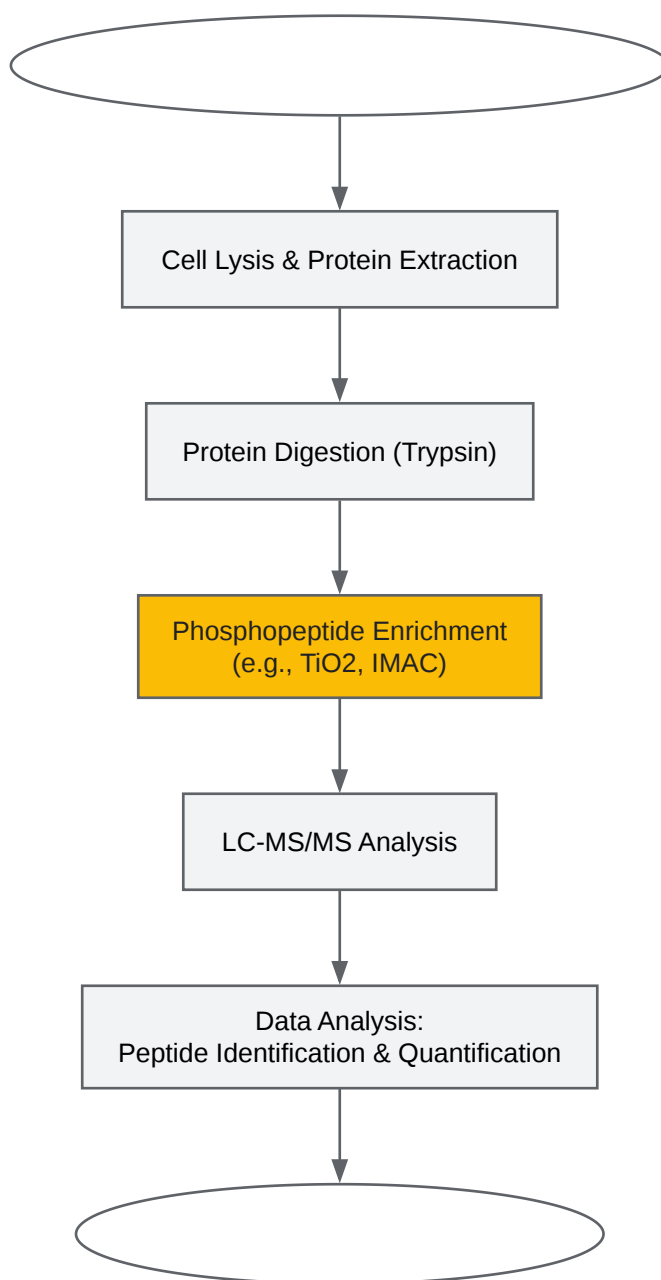 Cell Lysis & Protein Extraction
Protein Digestion (Trypsin)
Phosphopeptide Enrichment
(e.g., TiO2, IMAC)
LC-MS/MS Analysis
Data Analysis:
Peptide Identification & Quantification